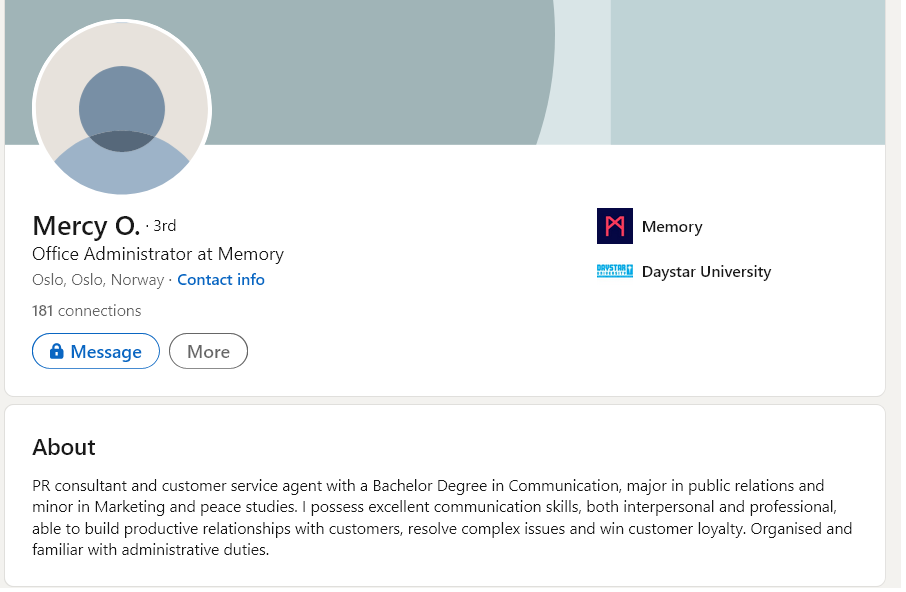 Mercy O. · 3rd
Office Administrator at Memory
Oslo, Oslo, Norway · Contact info
181 connections
Message
More
Memory
DAYSTAR UNIVERSITY
Daystar University
About
PR consultant and customer service agent with a Bachelor Degree in Communication, major in public relations and
minor in Marketing and peace studies. I possess excellent communication skills, both interpersonal and professional,
able to build productive relationships with customers, resolve complex issues and win customer loyalty. Organised and
familiar with administrative duties.